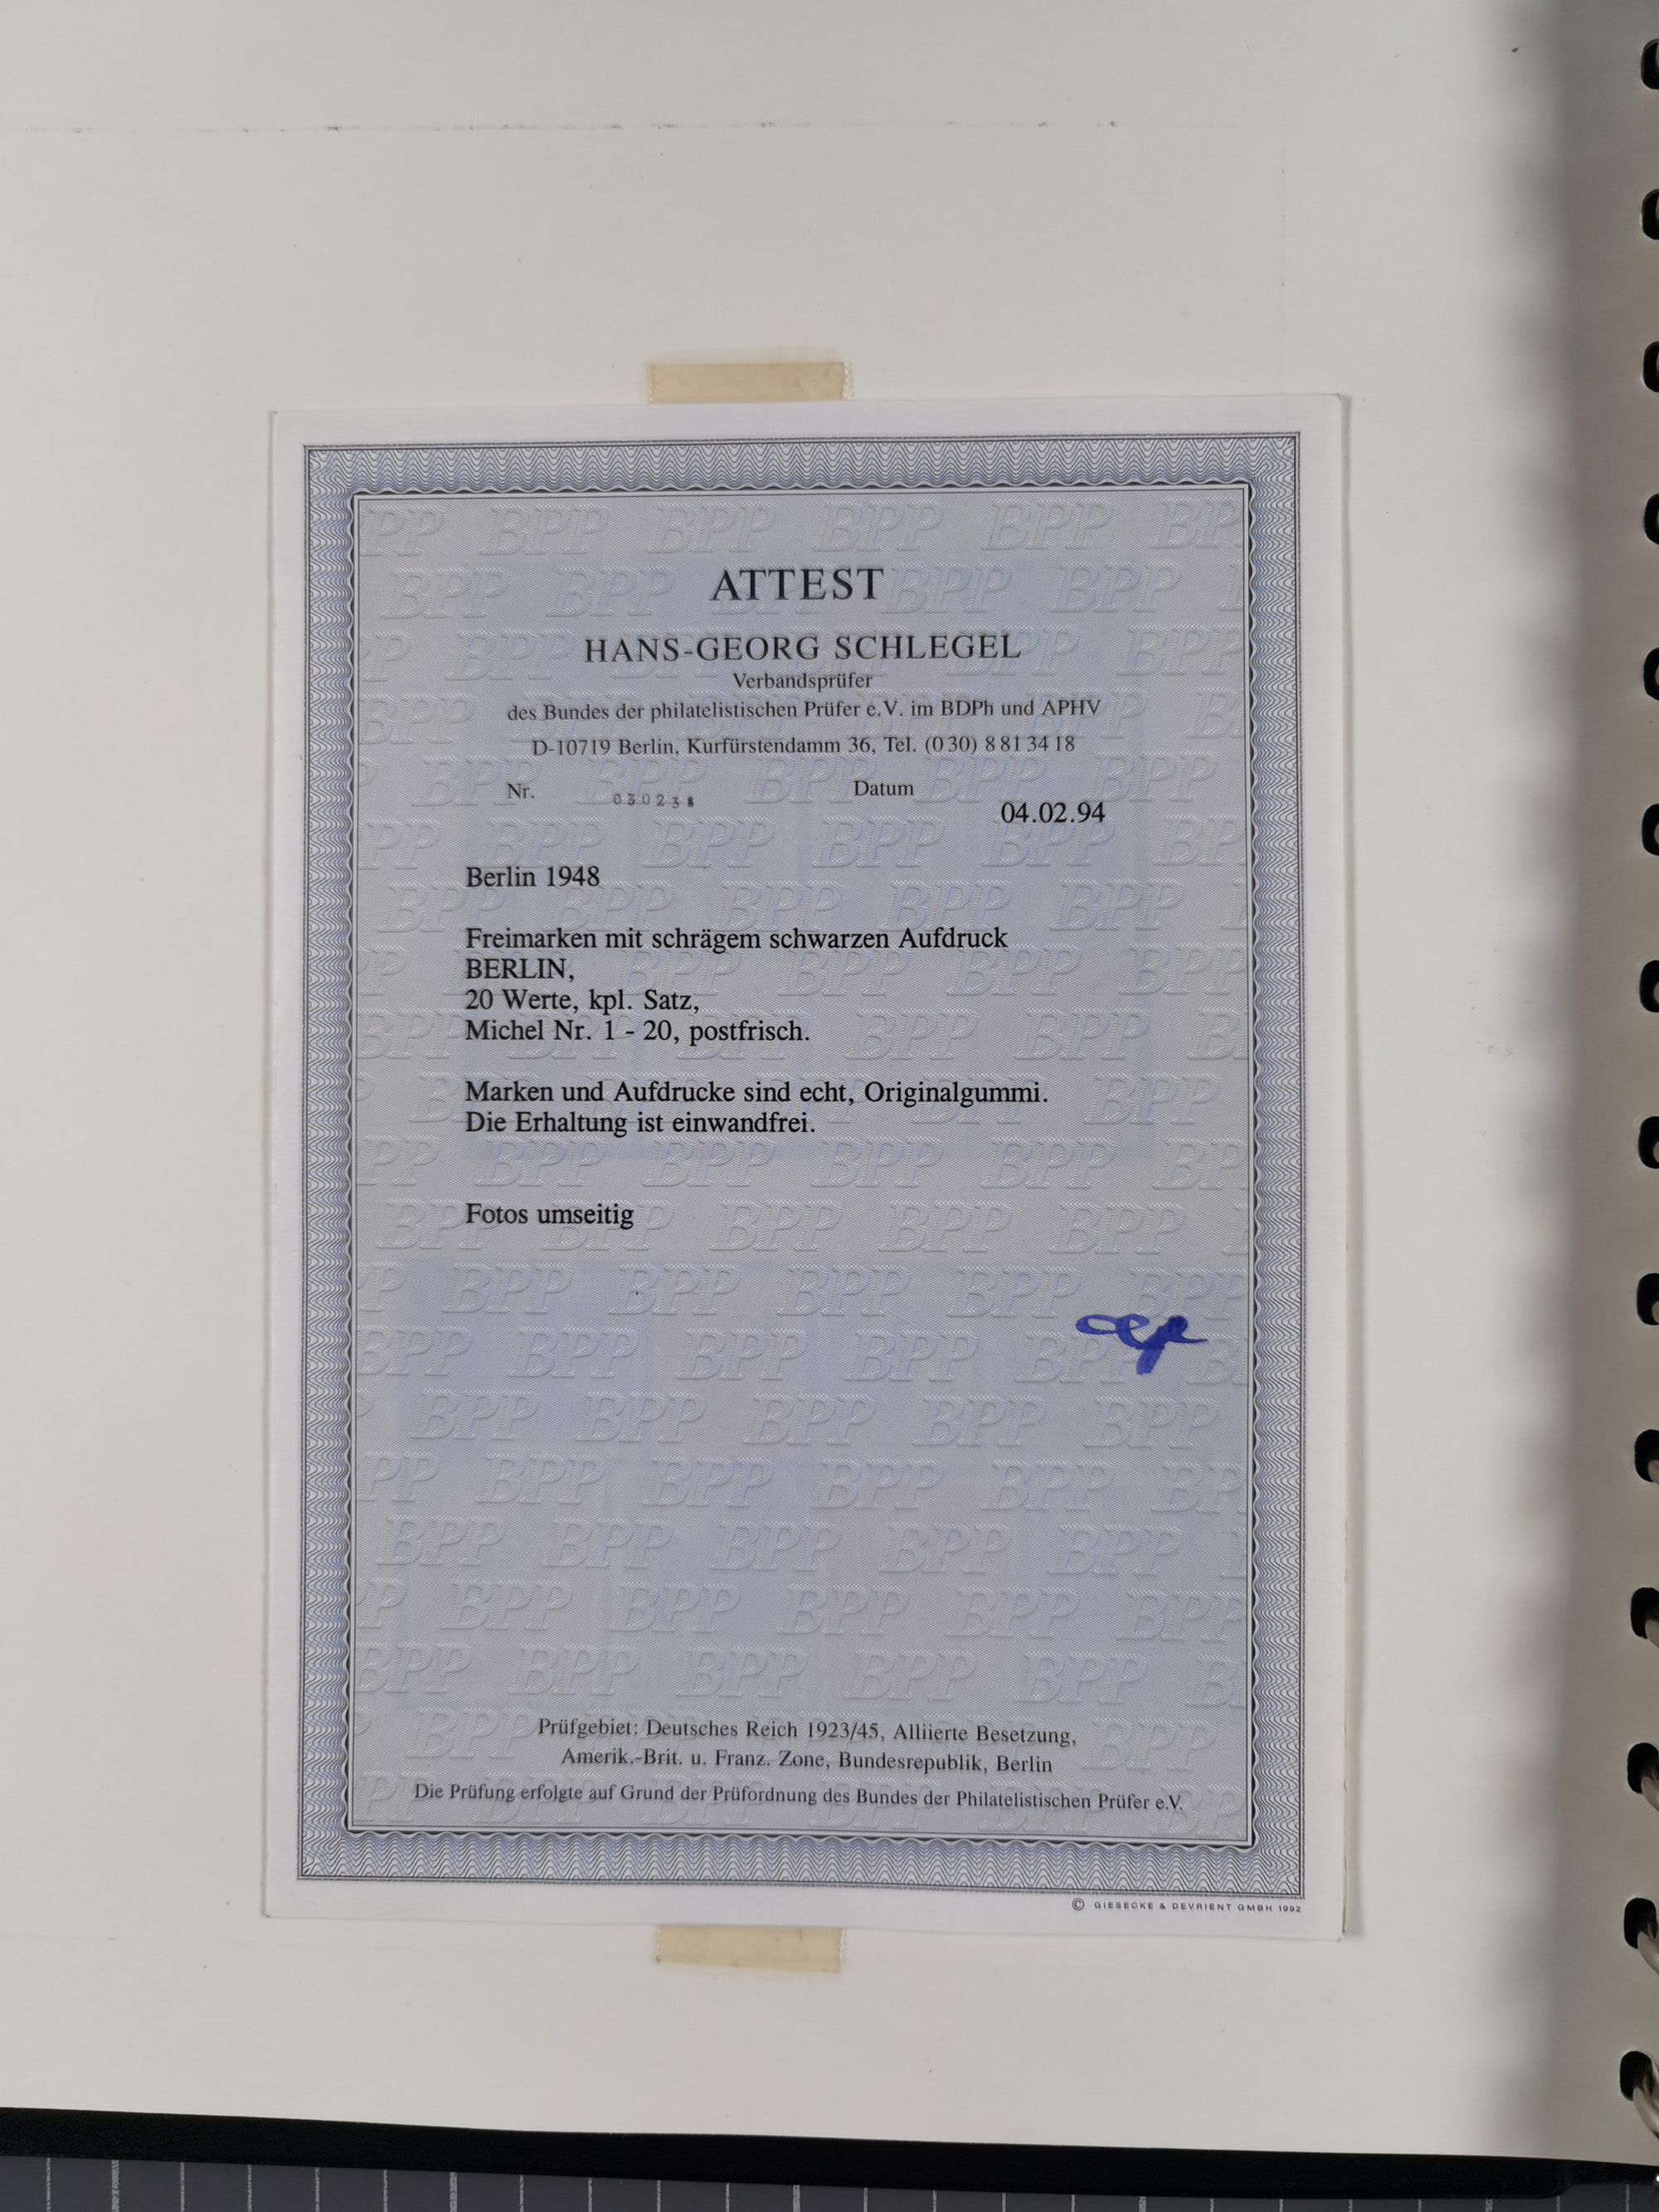 ATTEST
HANS-GEORG SCHLEGEL
Verbandsprüfer
des Bundes der philatelistischen Prüfer e.V. im BDPh und APHV
D-10719 Berlin, Kurfürstendamm 36, Tel. (0 30) 8 81 34 18
Nr. 030238 Datum
04.02.94
Berlin 1948
Freimarken mit schrägem schwarzen Aufdruck
BERLIN,
20 Werte, kpl. Satz,
Michel Nr. 1 - 20, postfrisch.
Marken und Aufdrucke sind echt, Originalgummi.
Die Erhaltung ist einwandfrei.
Fotos umseitig
Prüfgebiet: Deutsches Reich 1923/45, Alliierte Besetzung,
Amerik.-Brit. u. Franz. Zone, Bundesrepublik, Berlin
Die Prüfung erfolgte auf Grund der Prüfordnung des Bundes der Philatelistischen Prüfer e.V.
© GIESECKE & DEVRIENT GMBH 1992